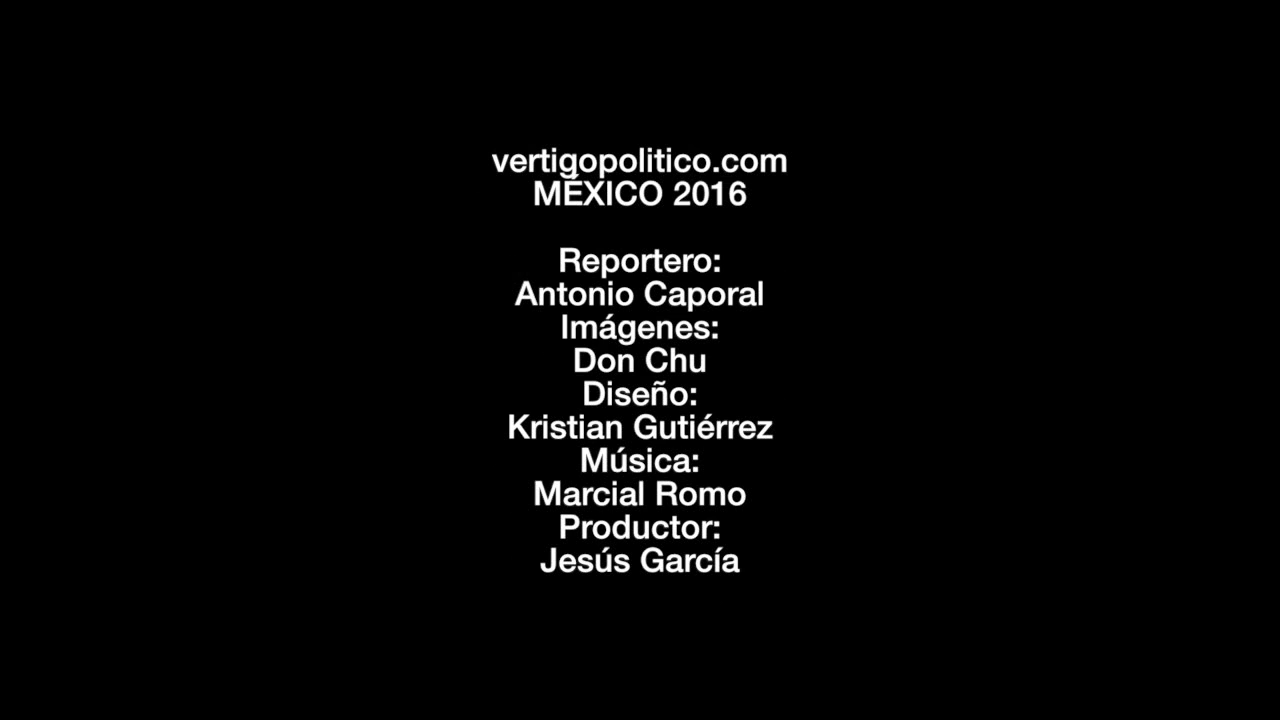 vertigopolitico.com
MÉXICO 2016
Reportero:
Antonio Caporal
Imágenes:
Don Chu
Diseño:
Kristian Gutiérrez
Música:
Marcial Romo
Productor:
Jesús García